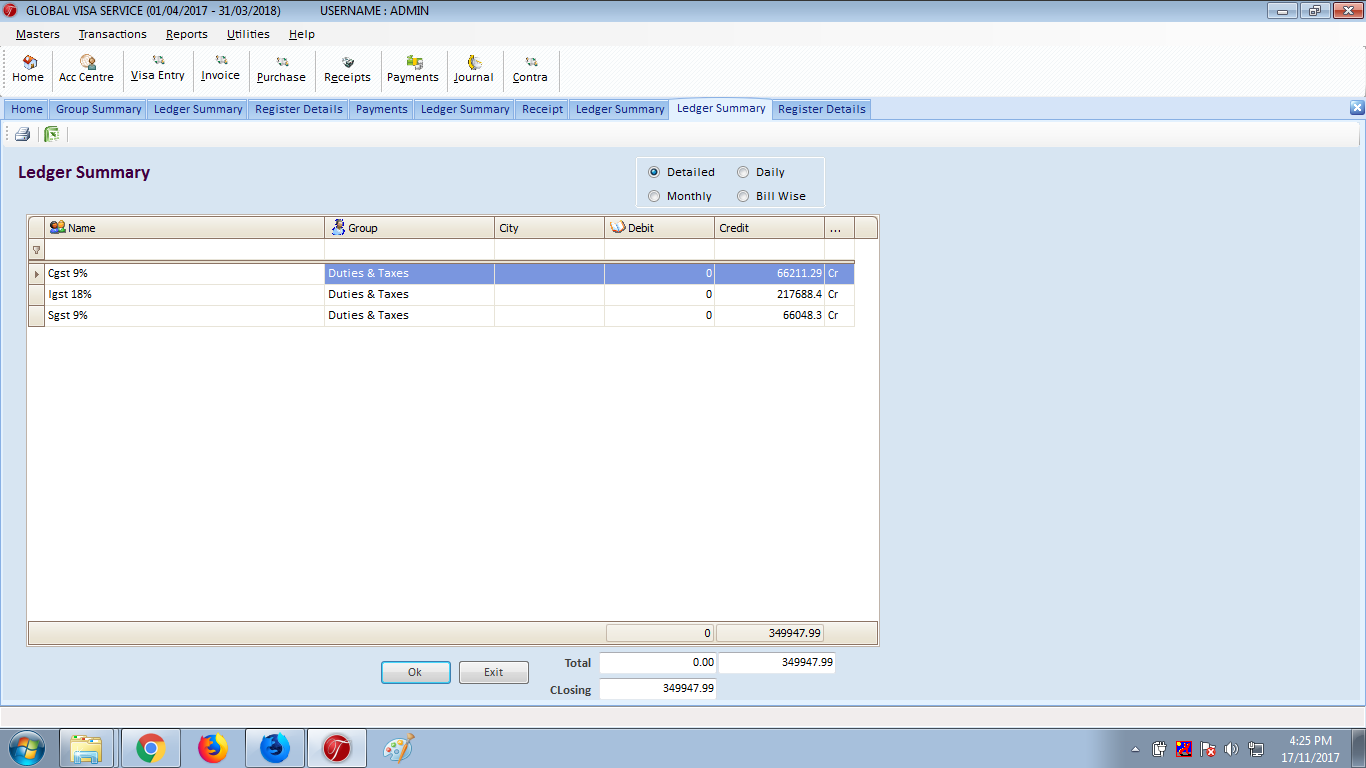 GLOBAL VISA SERVICE (01/04/2017 - 31/03/2018) USERNAME : ADMIN
Masters Transactions Reports Utilities Help
Home Acc Centre Visa Entry Invoice Purchase Receipts Payments Journal Contra
Home Group Summary Ledger Summary Register Details Payments Ledger Summary Receipt Ledger Summary Ledger Summary Register Details
Ledger Summary
Detailed Daily
Monthly Bill Wise
Name Group City Debit Credit ...
Cgst 9% Duties & Taxes 0 66211.29 Cr
Igst 18% Duties & Taxes 0 217688.4 Cr
Sgst 9% Duties & Taxes 0 66048.3 Cr
0 349947.99
Ok Exit Total 0.00 349947.99
CLosing 349947.99
4:25 PM
17/11/2017